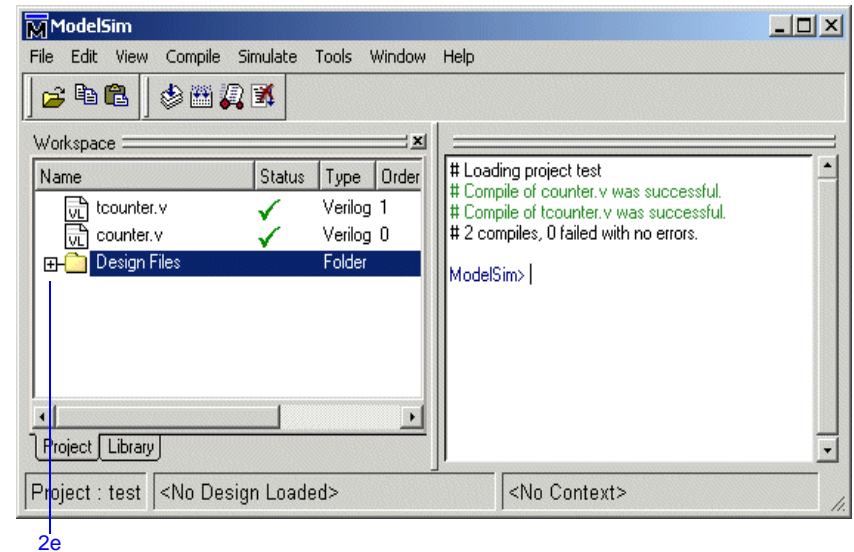 ModelSim
File Edit View Compile Simulate Tools Window Help
Workspace
Name Status Type Order
VL tcounter.v Verilog 1
VL counter.v Verilog 0
Design Files Folder
Project Library
# Loading project test
# Compile of counter.v was successful.
# Compile of tcounter.v was successful.
# 2 compiles, 0 failed with no errors.
ModelSim>
Project : test <No Design Loaded> <No Context>
2e